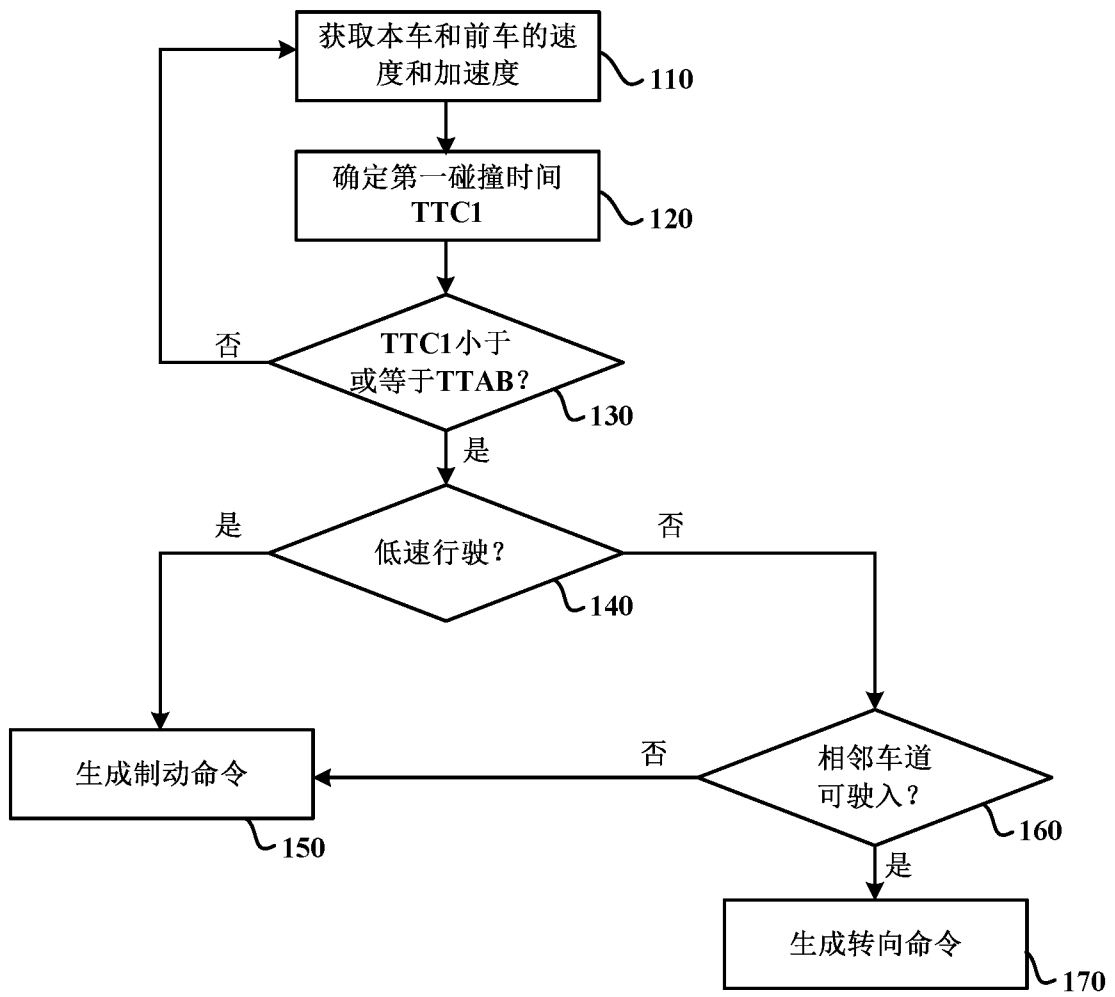 获取本车和前车的速
度和加速度
110
确定第一碰撞时间
TTC1
120
否
TTC1小于
或等于TTAB？
130
是
是
否
低速行驶？
140
生成制动命令
150
否
相邻车道
可驶入？
160
是
生成转向命令
170